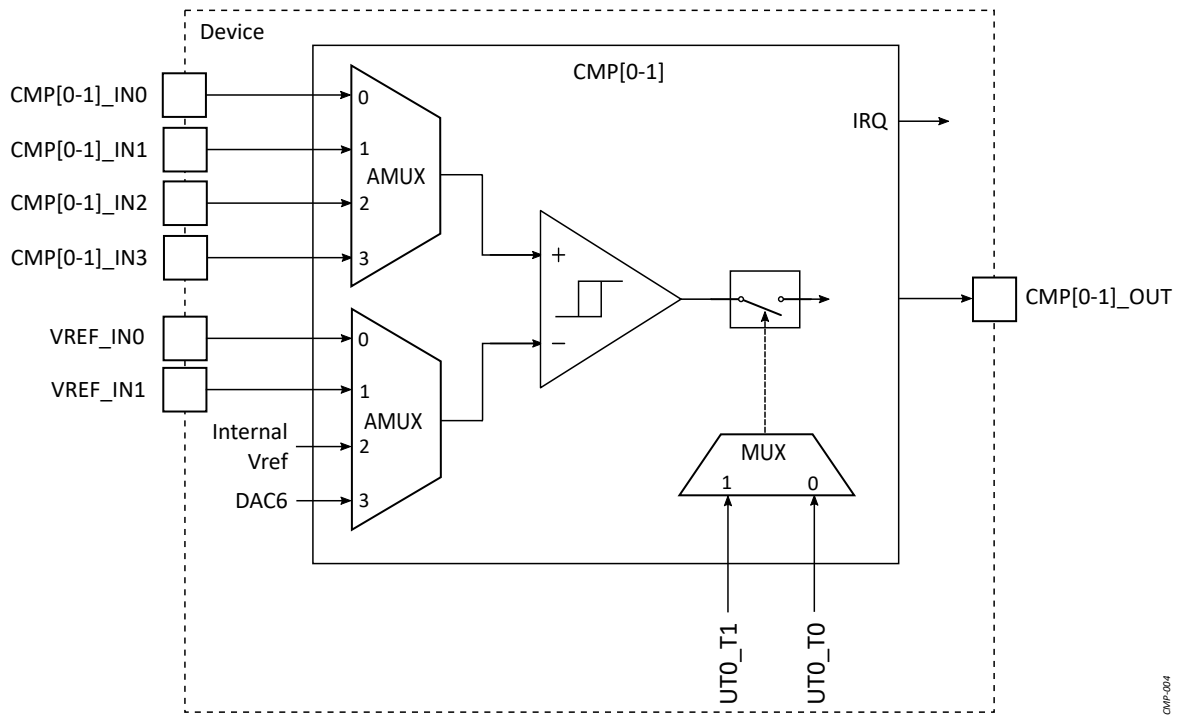 Device
CMP[0-1]
CMP[0-1]_IN0
CMP[0-1]_IN1
CMP[0-1]_IN2
CMP[0-1]_IN3
0
1
AMUX
2
3
IRQ
+
−
CMP[0-1]_OUT
VREF_IN0
VREF_IN1
Internal
Vref
DAC6
0
1
AMUX
2
3
MUX
1 0
UT0_T1
UT0_T0
CMP-004